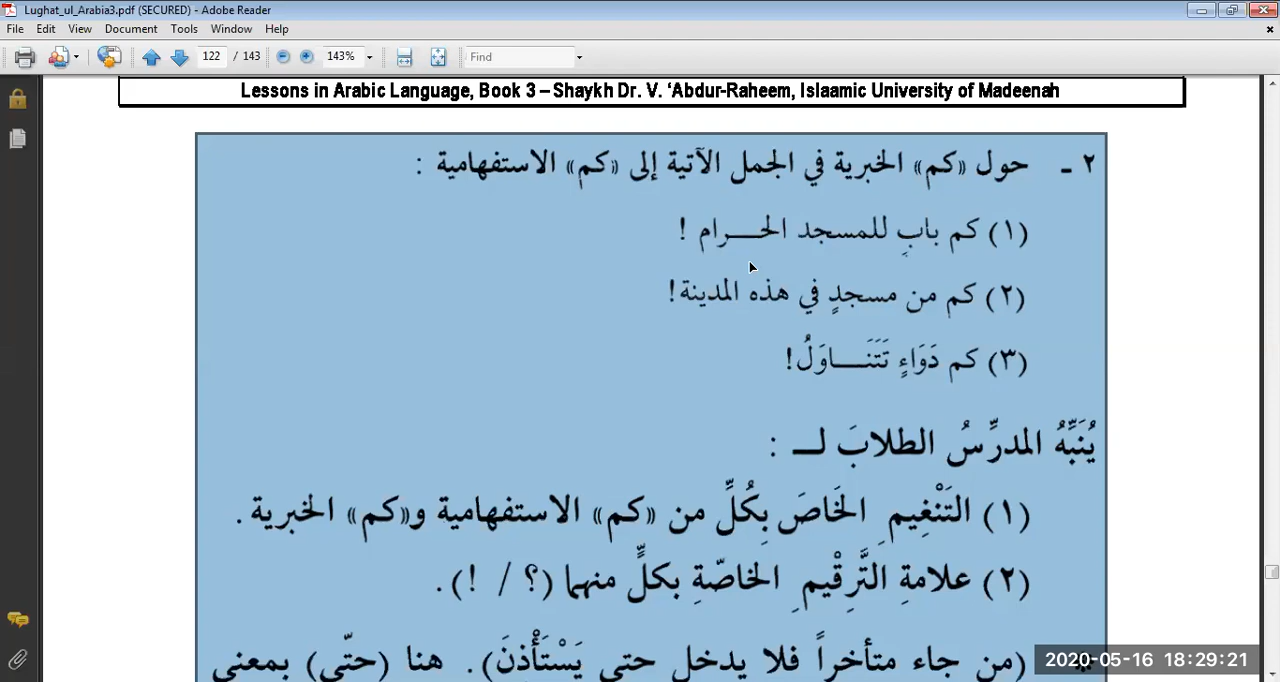 Lughat_ul_Arabia3.pdf (SECURED) - Adobe Reader
File Edit View Document Tools Window Help
122 / 143 143% Find
Lessons in Arabic Language, Book 3 – Shaykh Dr. V. ‘Abdur-Raheem, Islaamic University of Madeenah
٢ ـ حول «كم» الخبرية في الجمل الآتية إلى «كم» الاستفهامية :
(١) كم بابِ للمسجد الحـــرام !
(٢) كم من مسجدٍ في هذه المدينة!
(٣) كم دَوَاءٍ تَتَنَـــاوَلُ!
يُنَبِّهُ المدرِّسُ الطلابَ لــ :
(١) التَنْغِيمِ الخَاصَ بِكُلِّ من «كم» الاستفهامية و«كم» الخبرية .
(٢) علامةِ التَّرقِْيمِ الخاصّةِ بكلٍّ منهما (؟ / !) .
(من جاء متأخراً فلا يدخل حتى يَسْتَأْذِنَ). هنا (حتّى) بمعنى
2020-05-16 18:29:21